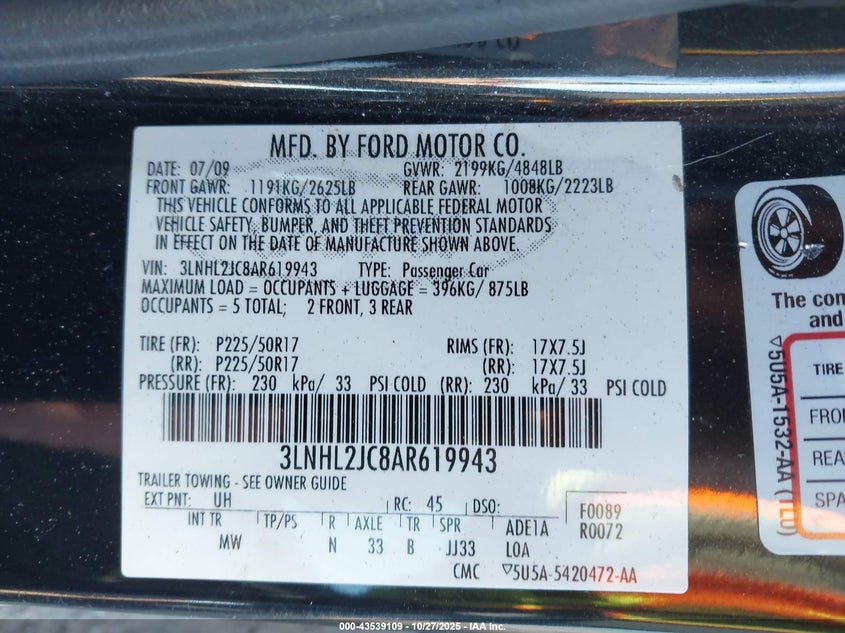 MFD. BY FORD MOTOR CO.
DATE: 07/09 GVWR: 2199KG/4848LB
FRONT GAWR: 1191KG/2625LB REAR GAWR: 1008KG/2223LB
THIS VEHICLE CONFORMS TO ALL APPLICABLE FEDERAL MOTOR
VEHICLE SAFETY, BUMPER, AND THEFT PREVENTION STANDARDS
IN EFFECT ON THE DATE OF MANUFACTURE SHOWN ABOVE.
VIN: 3LNHL2JC8AR619943 TYPE: Passenger Car
MAXIMUM LOAD = OCCUPANTS + LUGGAGE = 396KG/ 875LB
OCCUPANTS = 5 TOTAL; 2 FRONT, 3 REAR
TIRE (FR): P225/50R17 RIMS (FR): 17X7.5J
(RR): P225/50R17 (RR): 17X7.5J
PRESSURE (FR): 230 kPa/ 33 PSI COLD (RR): 230 kPa/ 33 PSI COLD
3LNHL2JC8AR619943
TRAILER TOWING - SEE OWNER GUIDE
EXT PNT: UH RC: 45 DSO: F0089
INT TR TP/PS R AXLE TR SPR ADE1A R0072
MW N 33 B JJ33 LOA
CMC ▽5U5A-5420472-AA
The con
and
▽5U5A-1532-AA (1L0)
TIRE
FRO
REA
SPA
000-43539109 - 10/27/2025 - IAA Inc.